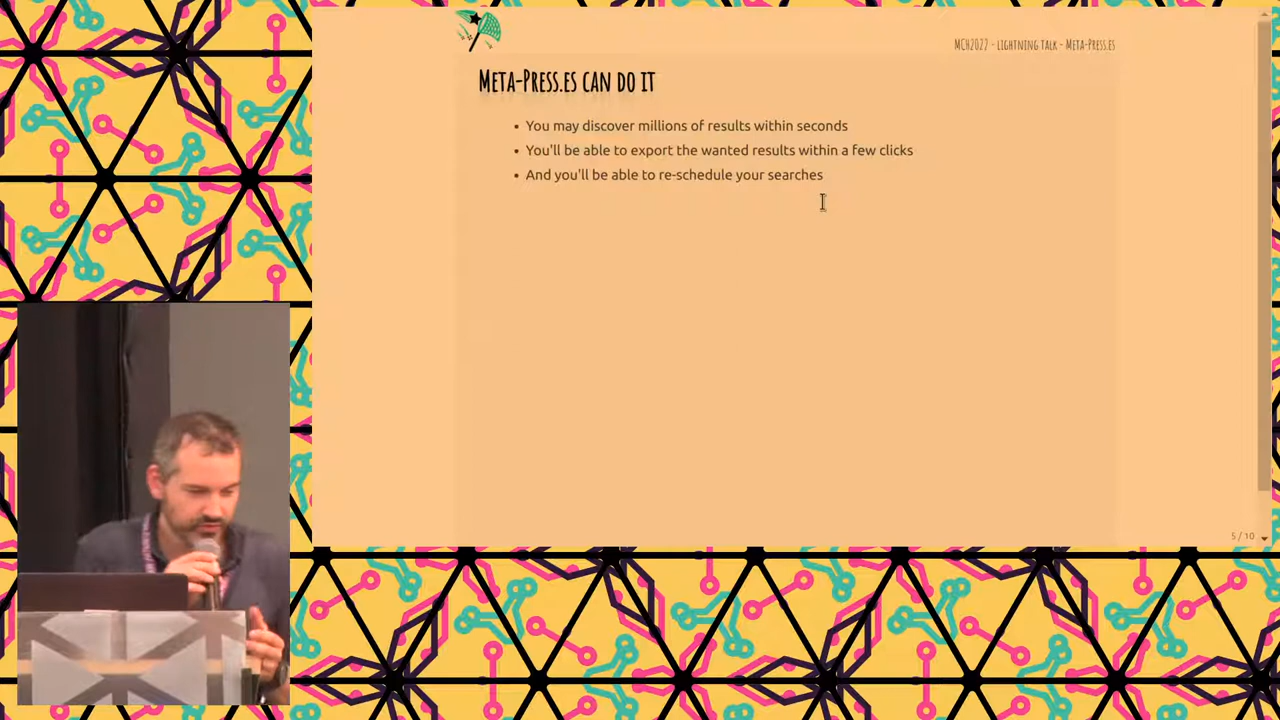 MCH2022 - lightning talk - Meta-Press.es
Meta-Press.es can do it
• You may discover millions of results within seconds
• You'll be able to export the wanted results within a few clicks
• And you'll be able to re-schedule your searches
5 / 10